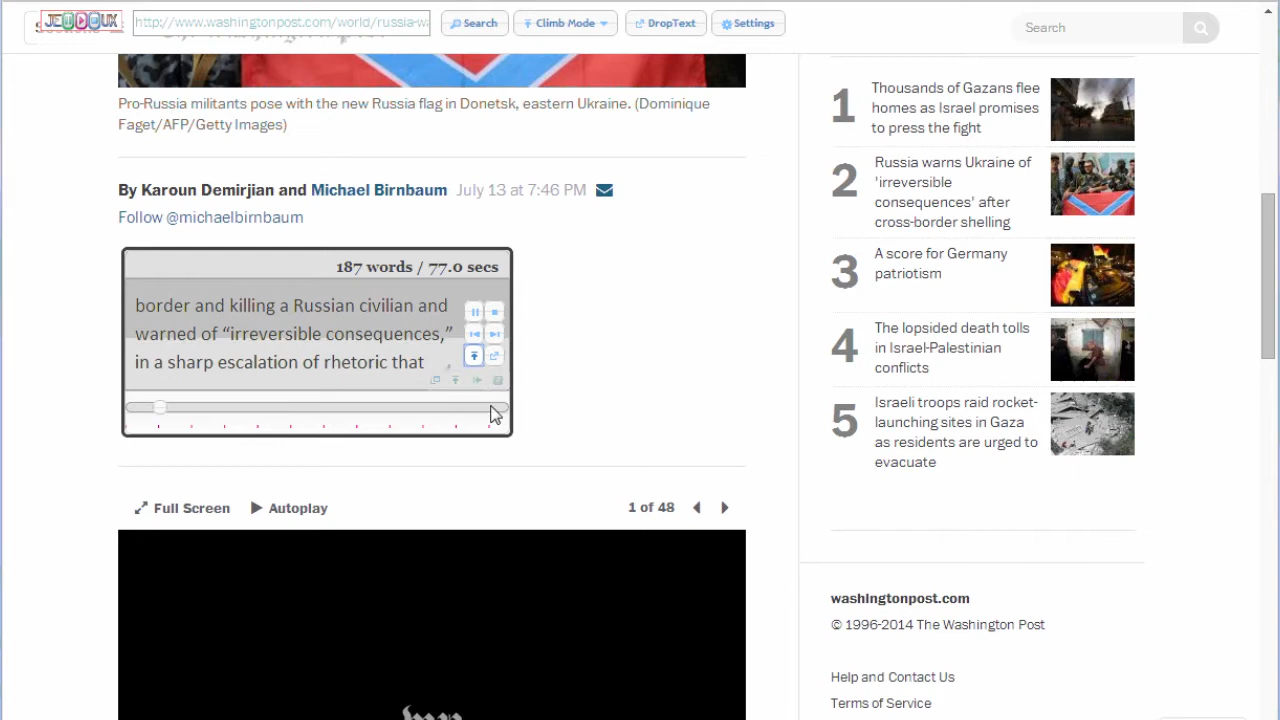 JEDOUX
http://www.washingtonpost.com/world/russia-w
Search
Climb Mode
DropText
Settings
Search
Pro-Russia militants pose with the new Russia flag in Donetsk, eastern Ukraine. (Dominique
Faget/AFP/Getty Images)
By Karoun Demirjian and Michael Birnbaum July 13 at 7:46 PM
Follow @michaelbirnbaum
187 words / 77.0 secs
border and killing a Russian civilian and
warned of “irreversible consequences,”
in a sharp escalation of rhetoric that
Full Screen
Autoplay
1 of 48
1
Thousands of Gazans flee
homes as Israel promises
to press the fight
2
Russia warns Ukraine of
'irreversible
consequences' after
cross-border shelling
3
A score for Germany
patriotism
4
The lopsided death tolls
in Israel-Palestinian
conflicts
5
Israeli troops raid rocket-
launching sites in Gaza
as residents are urged to
evacuate
washingtonpost.com
© 1996-2014 The Washington Post
Help and Contact Us
Terms of Service